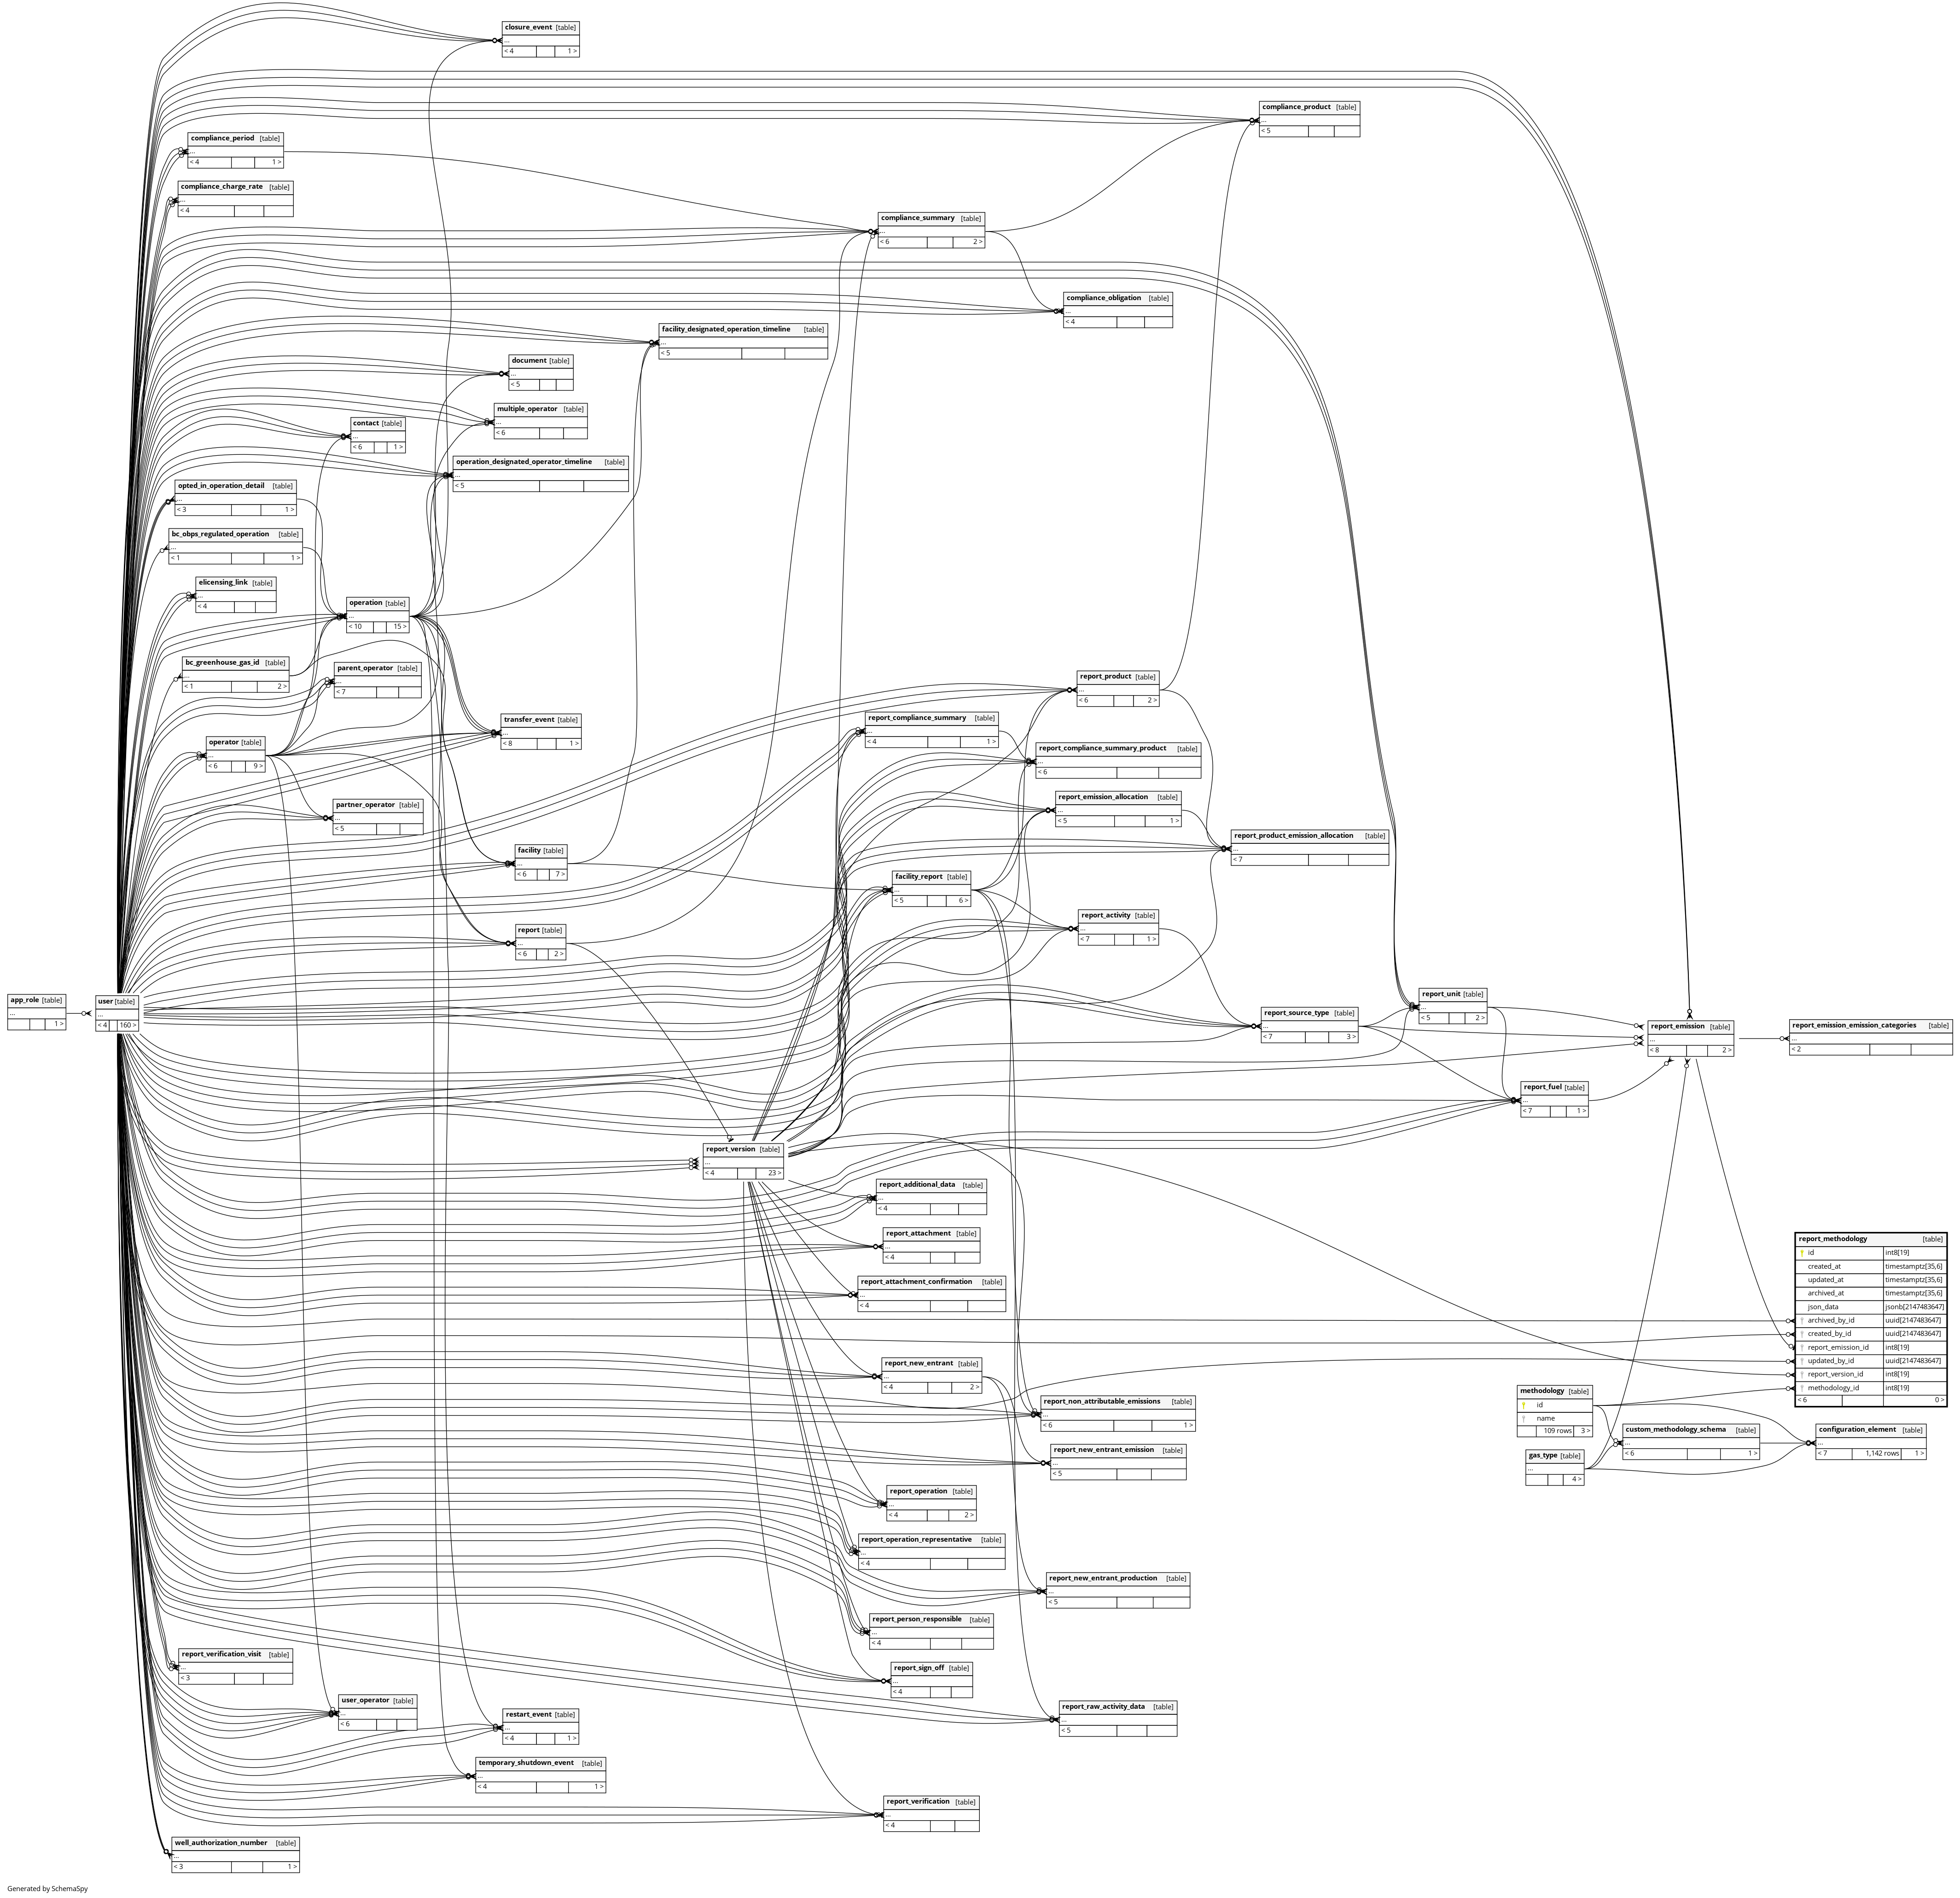 closure_event [table]
...
< 4 1 >
compliance_product [table]
...
< 5
compliance_period [table]
...
< 4 1 >
compliance_charge_rate [table]
...
< 4
compliance_summary [table]
...
< 6 2 >
compliance_obligation [table]
...
< 4
facility_designated_operation_timeline [table]
...
< 5
document [table]
...
< 5
multiple_operator [table]
...
< 6
contact [table]
...
< 6 1 >
operation_designated_operator_timeline [table]
...
< 5
opted_in_operation_detail [table]
...
< 3 1 >
bc_obps_regulated_operation [table]
...
< 1 1 >
elicensing_link [table]
...
< 4
operation [table]
...
< 10 15 >
bc_greenhouse_gas_id [table]
...
< 1 2 >
parent_operator [table]
...
< 7
report_product [table]
...
< 6 2 >
transfer_event [table]
...
< 8 1 >
report_compliance_summary [table]
...
< 4 1 >
operator [table]
...
< 6 9 >
report_compliance_summary_product [table]
...
< 6
report_emission_allocation [table]
...
< 5 1 >
partner_operator [table]
...
< 5
report_product_emission_allocation [table]
...
< 7
facility [table]
...
< 6 7 >
facility_report [table]
...
< 5 6 >
report_activity [table]
...
< 7 1 >
report [table]
...
< 6 2 >
app_role [table]
...
1 >
user [table]
...
< 4 160 >
report_unit [table]
...
< 5 2 >
report_source_type [table]
...
< 7 3 >
report_emission [table]
...
< 8 2 >
report_emission_emission_categories [table]
...
< 2
report_fuel [table]
...
< 7 1 >
report_version [table]
...
< 4 23 >
report_additional_data [table]
...
< 4
report_attachment [table]
...
< 4
report_methodology [table]
id int8[19]
created_at timestamptz[35,6]
updated_at timestamptz[35,6]
archived_at timestamptz[35,6]
json_data jsonb[2147483647]
archived_by_id uuid[2147483647]
created_by_id uuid[2147483647]
report_emission_id int8[19]
updated_by_id uuid[2147483647]
report_version_id int8[19]
methodology_id int8[19]
< 6 0 >
report_attachment_confirmation [table]
...
< 4
report_new_entrant [table]
...
< 4 2 >
methodology [table]
id
name
109 rows 3 >
report_non_attributable_emissions [table]
...
< 6 1 >
custom_methodology_schema [table]
...
< 6 1 >
configuration_element [table]
...
< 7 1,142 rows 1 >
report_new_entrant_emission [table]
...
< 5
gas_type [table]
...
4 >
report_operation [table]
...
< 4 2 >
report_operation_representative [table]
...
< 4
report_new_entrant_production [table]
...
< 5
report_person_responsible [table]
...
< 4
report_verification_visit [table]
...
< 3
report_sign_off [table]
...
< 4
user_operator [table]
...
< 6
report_raw_activity_data [table]
...
< 5
restart_event [table]
...
< 4 1 >
temporary_shutdown_event [table]
...
< 4 1 >
report_verification [table]
...
< 4
well_authorization_number [table]
...
< 3 1 >
Generated by SchemaSpy